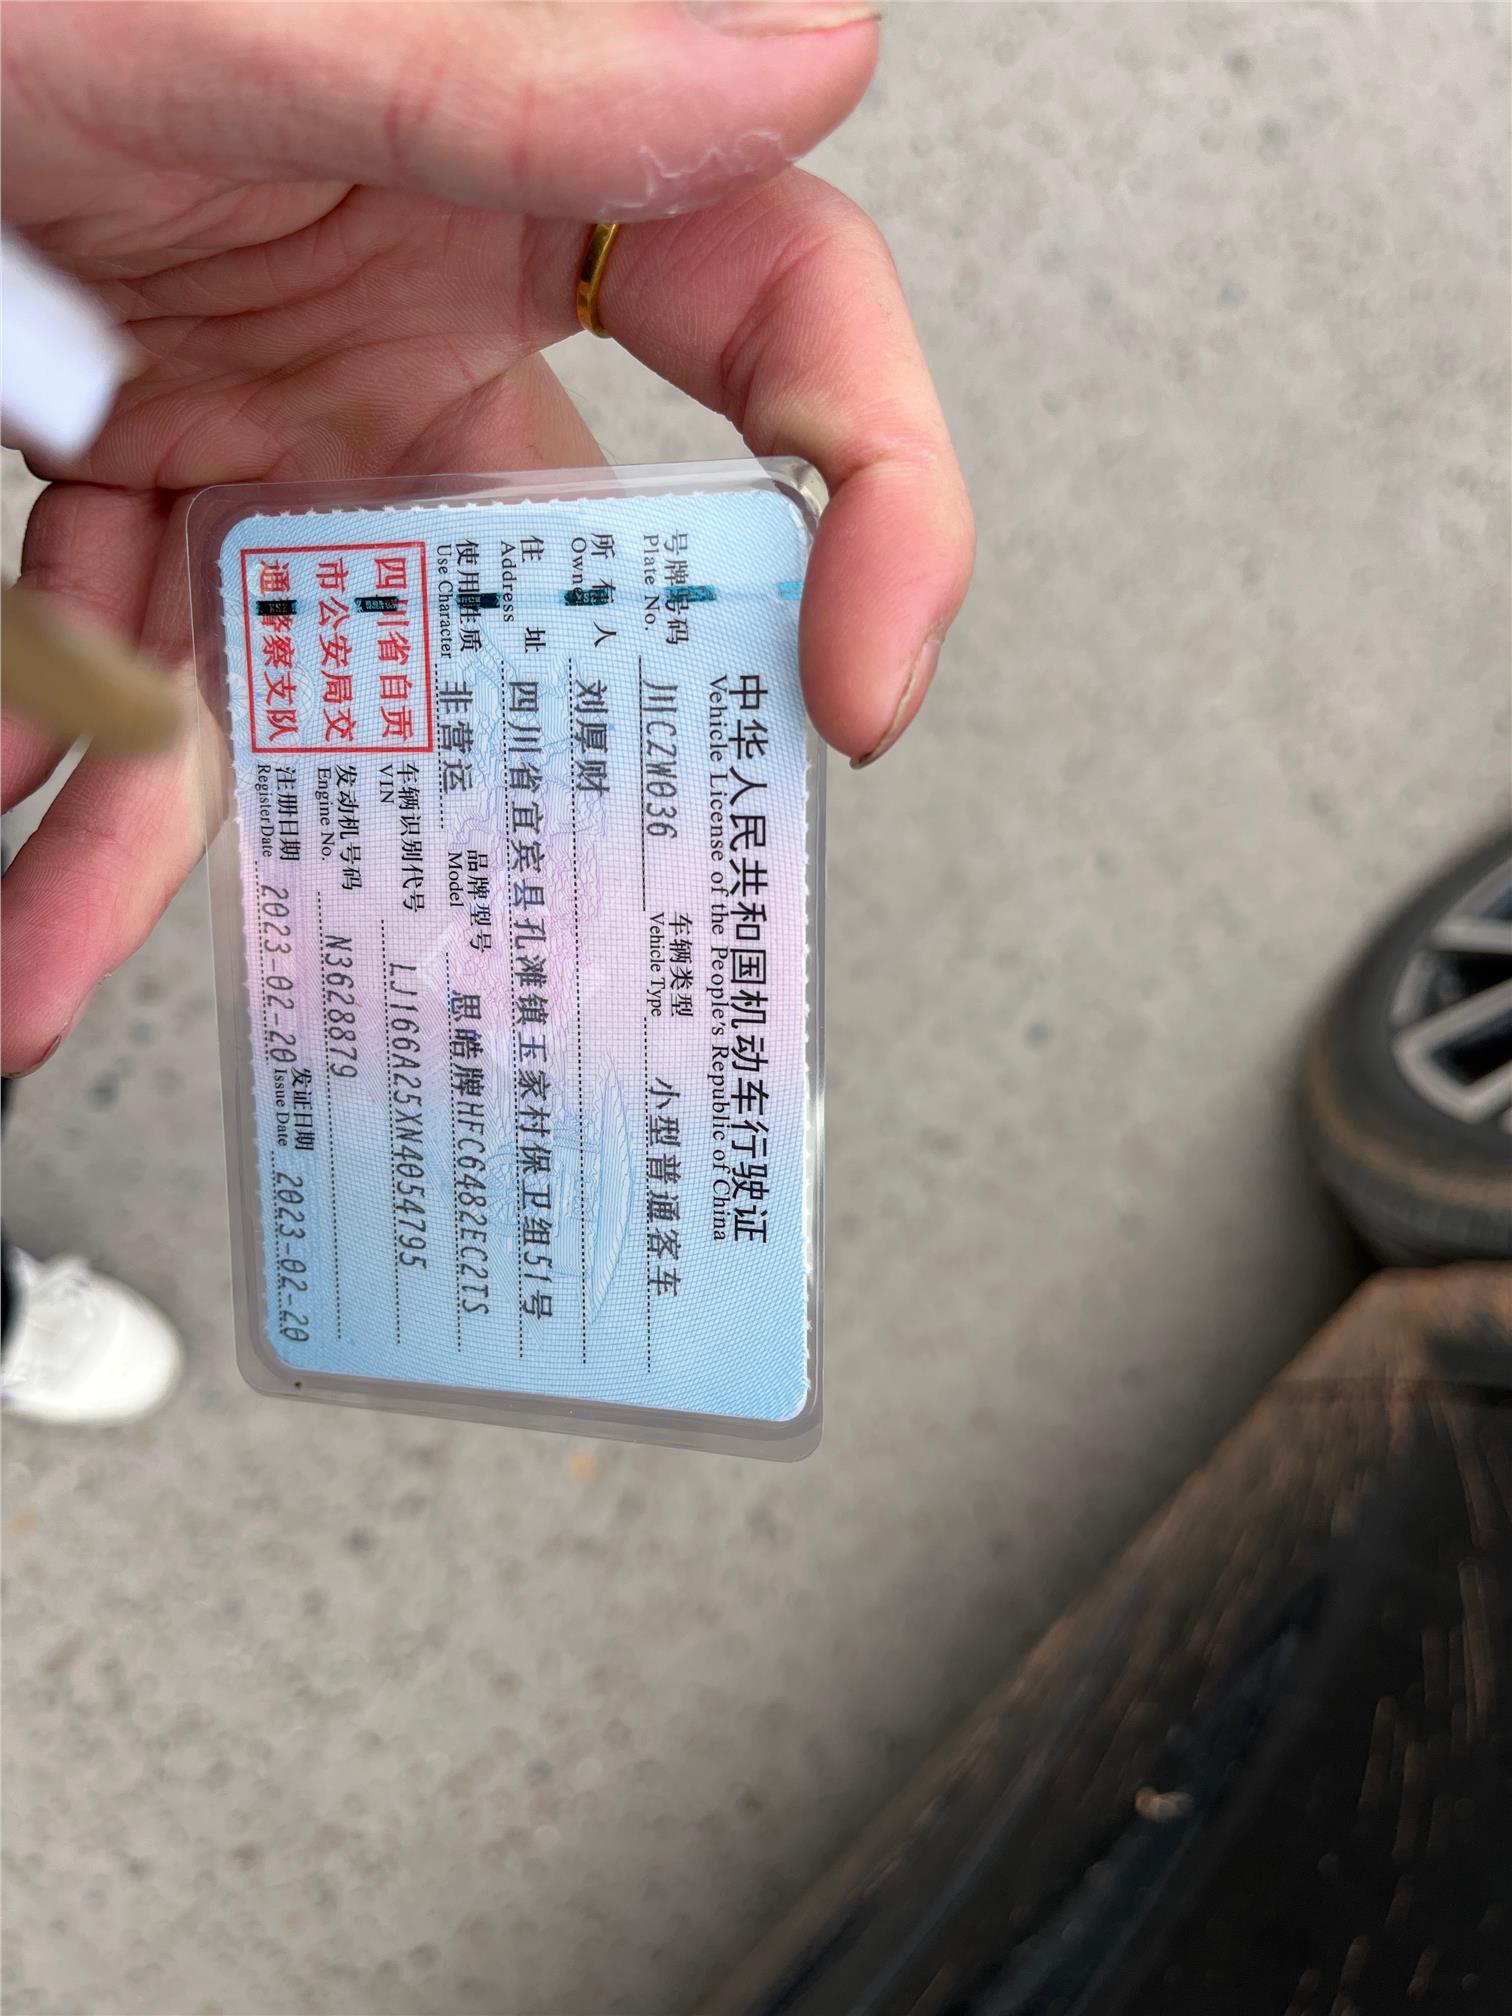 中华人民共和国机动车行驶证
Vehicle License of the People's Republic of China
号牌号码 川CZW036 车辆类型 小型普通客车
Plate No. Vehicle Type
所有人 刘厚财
Owner
住址 四川省宜宾县孔滩镇玉家村保卫组51号
Address
使用性质 非营运 品牌型号 思皓牌HFC6482EC2TS
Use Character Model
四川省自贡
市公安局交
通警察支队
车辆识别代号 LJ166A25XN4054795
VIN
发动机号码 N3628879
Engine No.
注册日期 2023-02-20 发证日期 2023-02-20
Register Date Issue Date